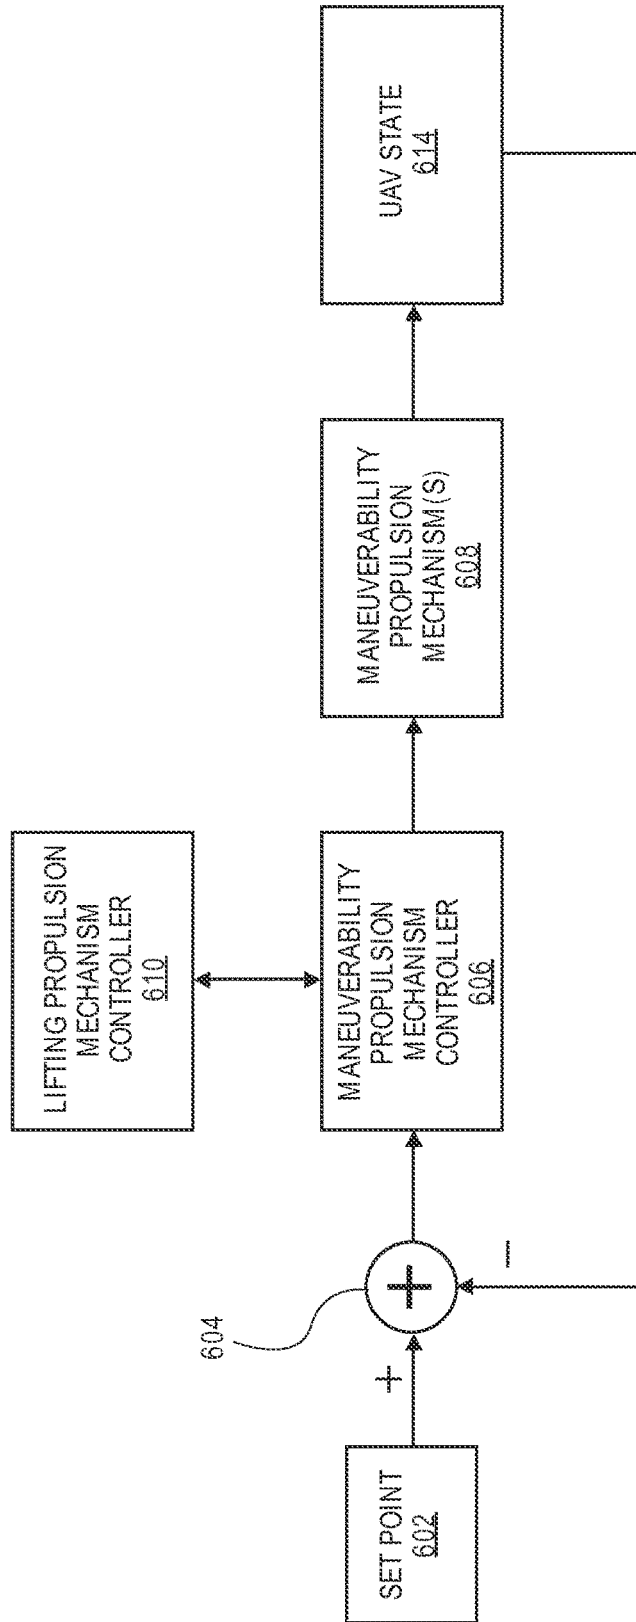 SET POINT
602
+
604
+
−
MANEUVERABILITY
PROPULSION
MECHANISM
CONTROLLER
606
LIFTING PROPULSION
MECHANISM
CONTROLLER
610
MANEUVERABILITY
PROPULSION
MECHANISM(S)
608
UAV STATE
614